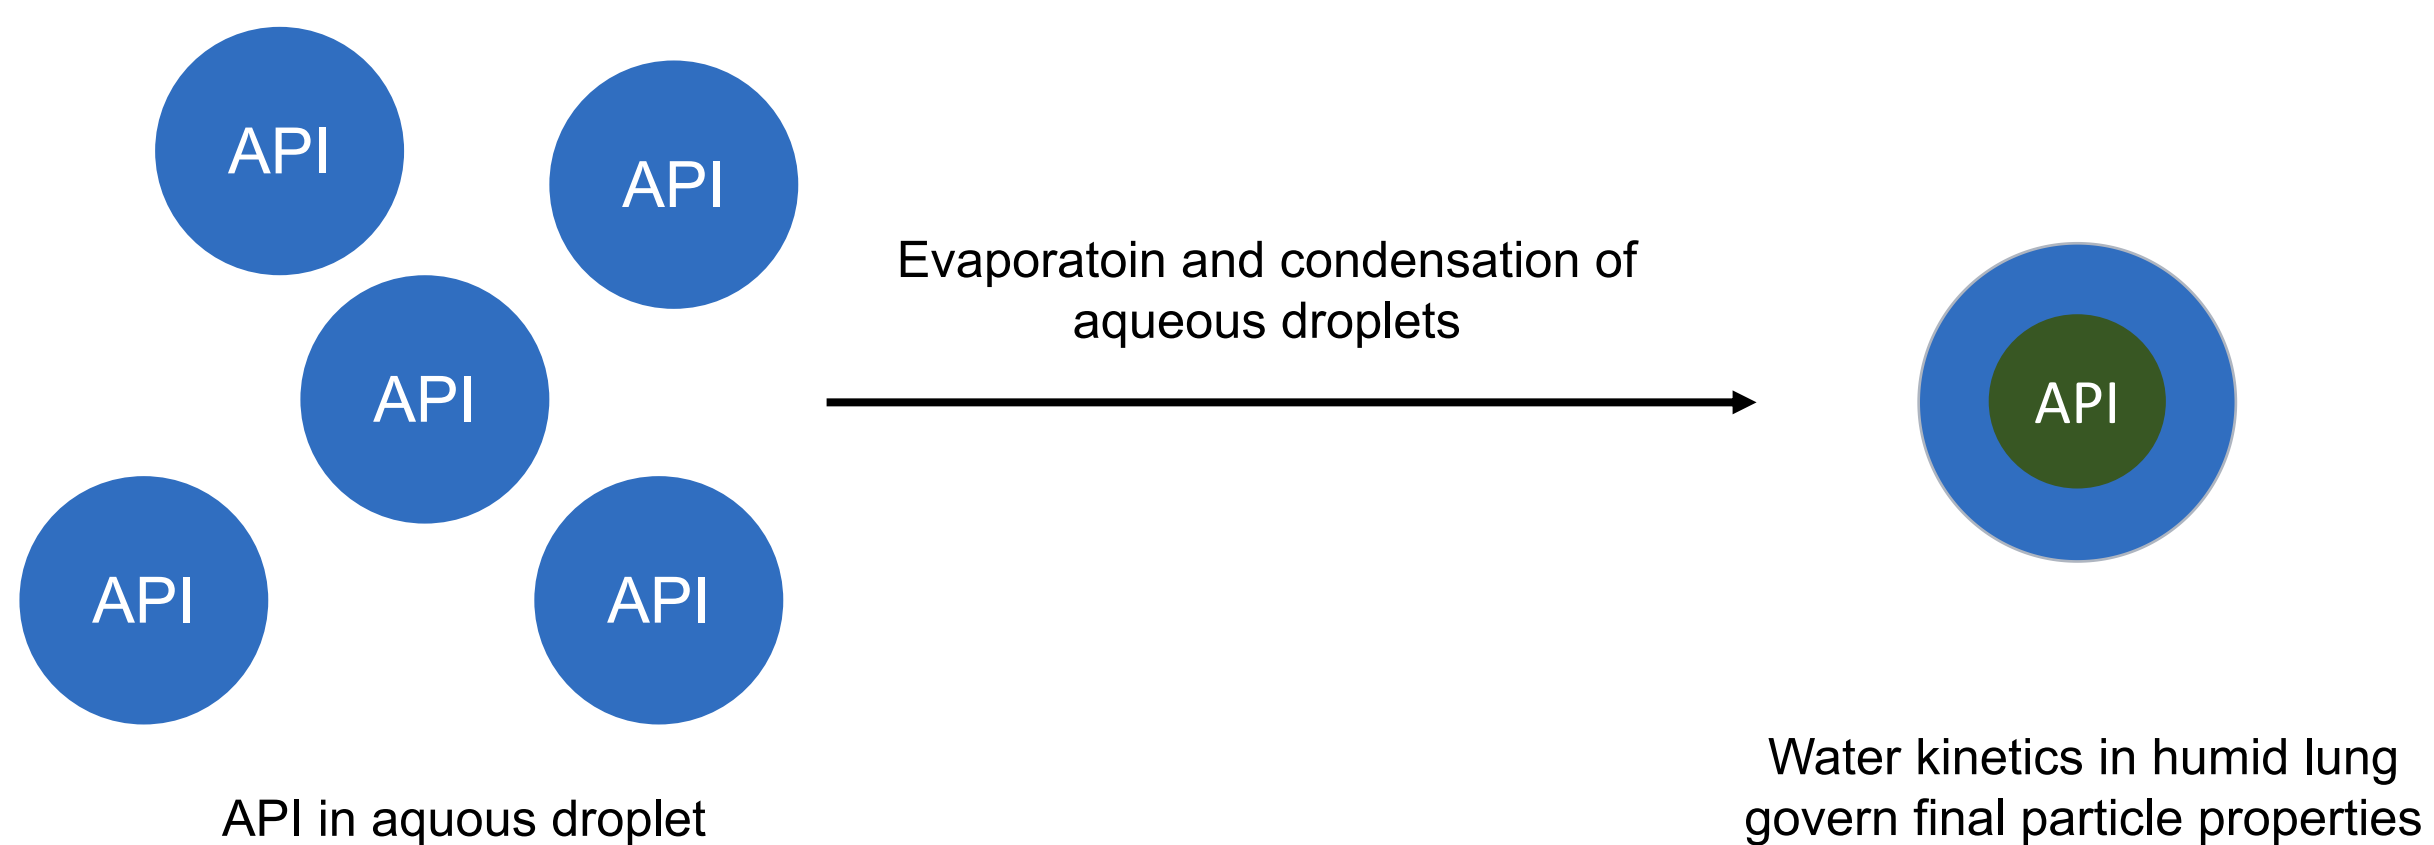 API
API
API
API
API
API in aquous droplet
Evaporatoin and condensation of
aqueous droplets
API
Water kinetics in humid lung
govern final particle properties